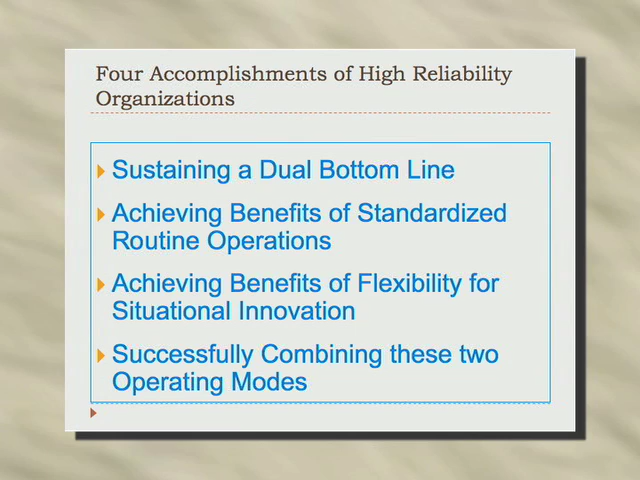 Four Accomplishments of High Reliability
Organizations
Sustaining a Dual Bottom Line
Achieving Benefits of Standardized
Routine Operations
Achieving Benefits of Flexibility for
Situational Innovation
Successfully Combining these two
Operating Modes